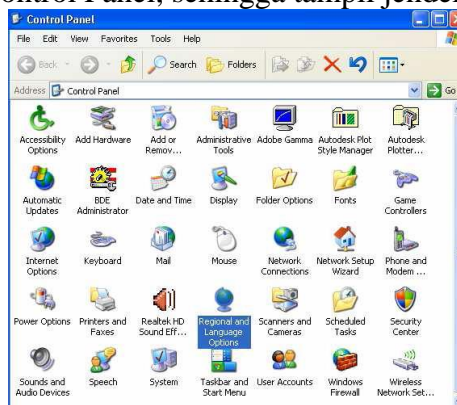 ontrol Panel, sehingga tampil jendel
Control Panel
File Edit View Favorites Tools Help
Back Search Folders
Address Control Panel Go
Accessibility Options
Add Hardware
Add or Remov...
Administrative Tools
Adobe Gamma
Autodesk Plot Style Manager
Autodesk Plotter...
Automatic Updates
BDE Administrator
Date and Time
Display
Folder Options
Fonts
Game Controllers
Internet Options
Keyboard
Mail
Mouse
Network Connections
Network Setup Wizard
Phone and Modem ...
Power Options
Printers and Faxes
Realtek HD Sound Eff...
Regional and Language Options
Scanners and Cameras
Scheduled Tasks
Security Center
Sounds and Audio Devices
Speech
System
Taskbar and Start Menu
User Accounts
Windows Firewall
Wireless Network Set...